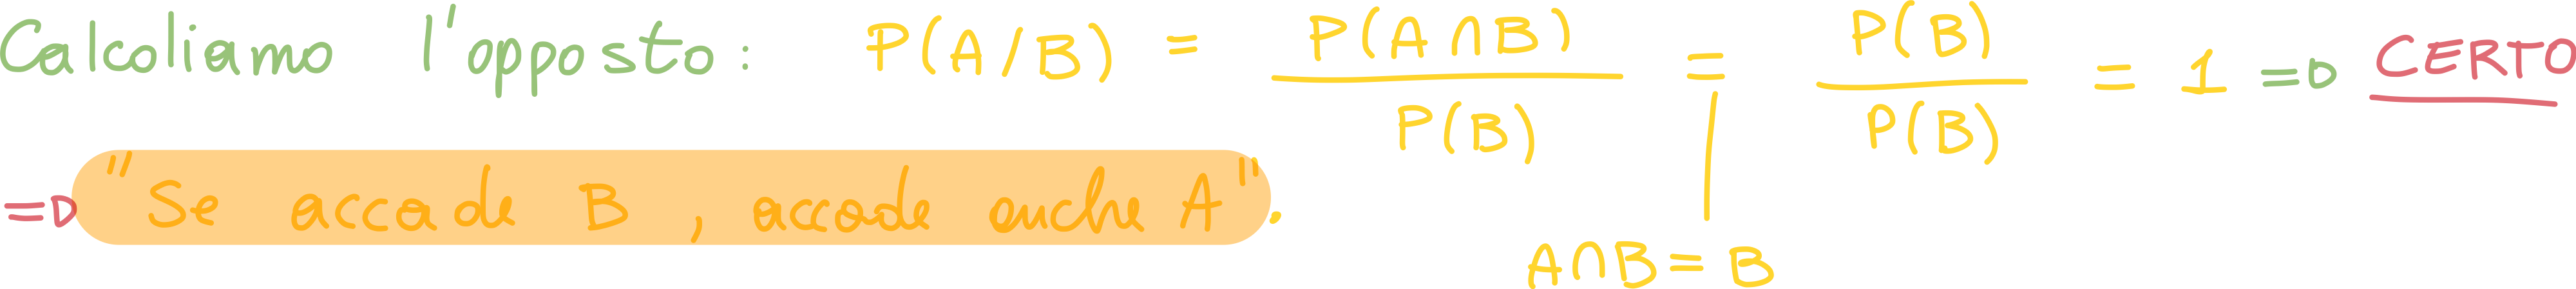 Calcoliamo l'opposto: P(A/B) = P(A∩B) / P(B) = P(B) / P(B) = 1 => CERTO
=> "Se accade B, accade anche A".
A∩B = B